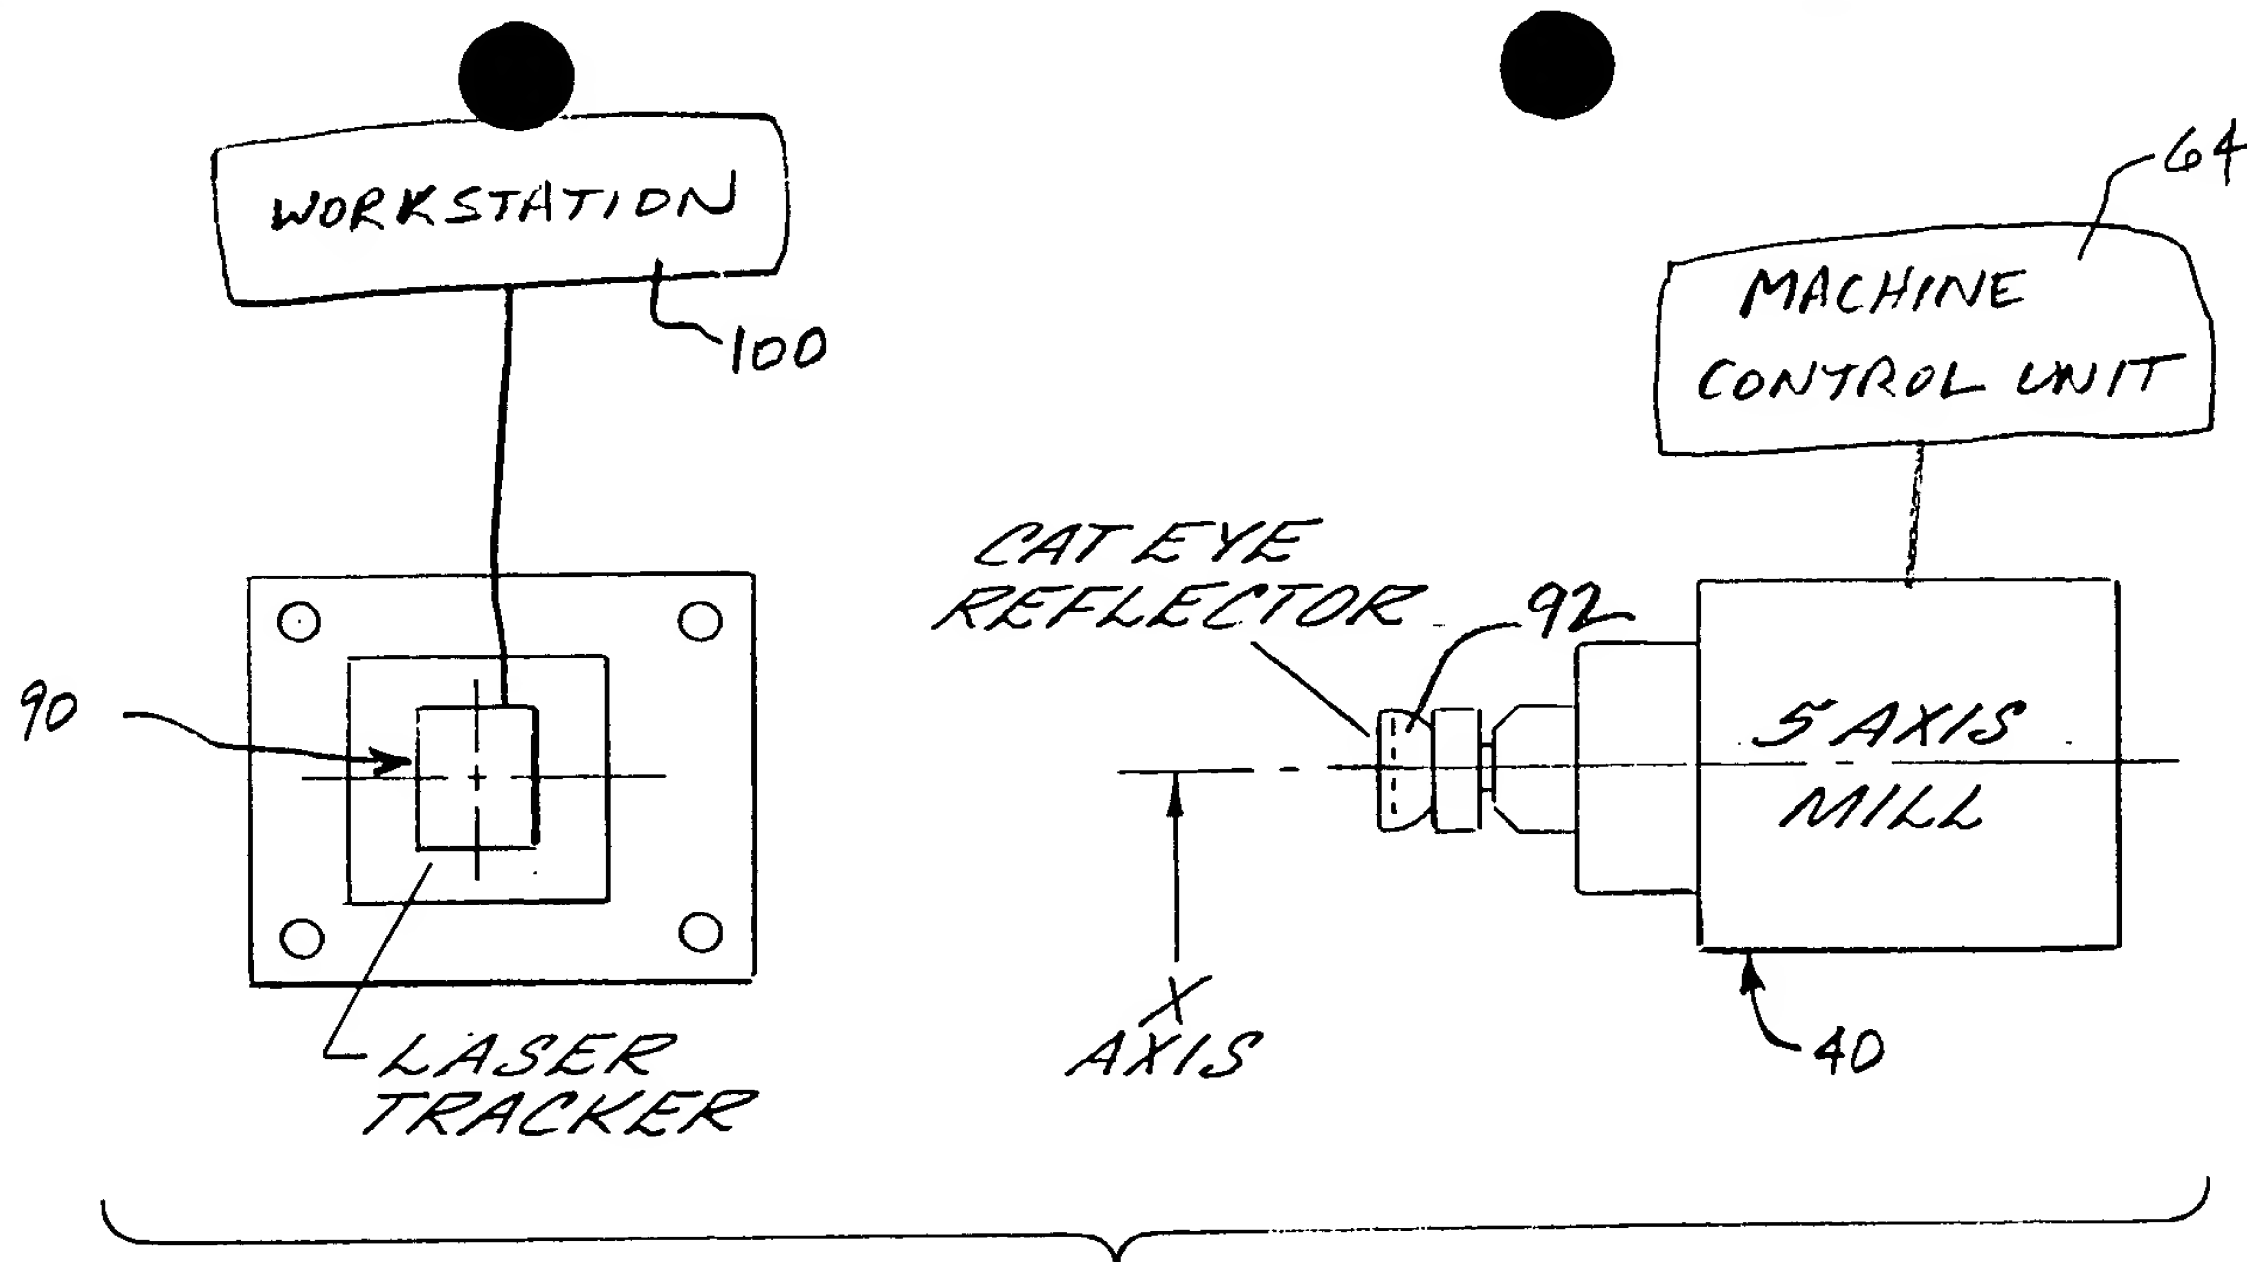 WORKSTATION
100
64
MACHINE
CONTROL UNIT
CAT EYE
REFLECTOR
92
90
5 AXIS
MILL
X
AXIS
40
LASER
TRACKER